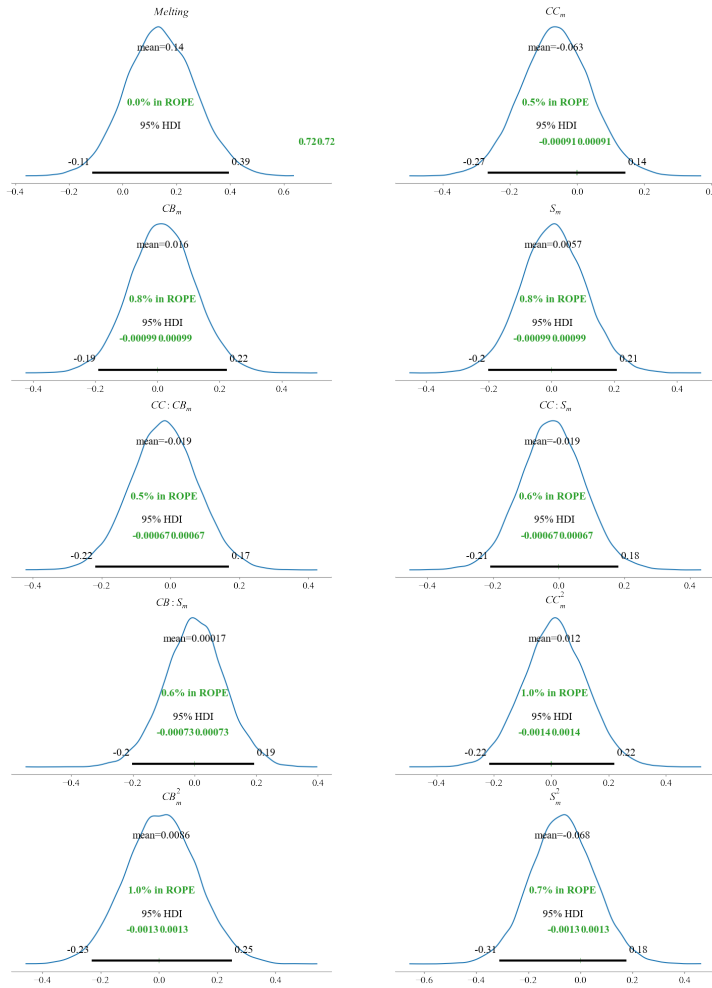 Melting
mean=0.14
0.0% in ROPE
95% HDI
0.72 0.72
-0.11 0.39
-0.4 -0.2 0.0 0.2 0.4 0.6
CC_m
mean=-0.063
0.5% in ROPE
95% HDI
-0.00091 0.00091
-0.27 0.14
-0.4 -0.2 0.0 0.2
CB_m
mean=0.016
0.8% in ROPE
95% HDI
-0.00099 0.00099
-0.19 0.22
-0.4 -0.2 0.0 0.2 0.4
S_m
mean=0.0057
0.8% in ROPE
95% HDI
-0.00099 0.00099
-0.2 0.21
-0.4 -0.2 0.0 0.2 0.4
CC : CB_m
mean=-0.019
0.5% in ROPE
95% HDI
-0.00067 0.00067
-0.22 0.17
-0.4 -0.2 0.0 0.2 0.4
CC : S_m
mean=-0.019
0.6% in ROPE
95% HDI
-0.00067 0.00067
-0.21 0.18
-0.4 -0.2 0.0 0.2 0.4
CB : S_m
mean=0.00017
0.6% in ROPE
95% HDI
-0.00073 0.00073
-0.2 0.19
-0.4 -0.2 0.0 0.2 0.4
CC²_m
mean=0.012
1.0% in ROPE
95% HDI
-0.0014 0.0014
-0.22 0.22
-0.4 -0.2 0.0 0.2 0.4
CB²_m
mean=0.0086
1.0% in ROPE
95% HDI
-0.0013 0.0013
-0.23 0.25
-0.4 -0.2 0.0 0.2 0.4
S²_m
mean=-0.068
0.7% in ROPE
95% HDI
-0.0013 0.0013
-0.31 0.18
-0.6 -0.4 -0.2 0.0 0.2 0.4